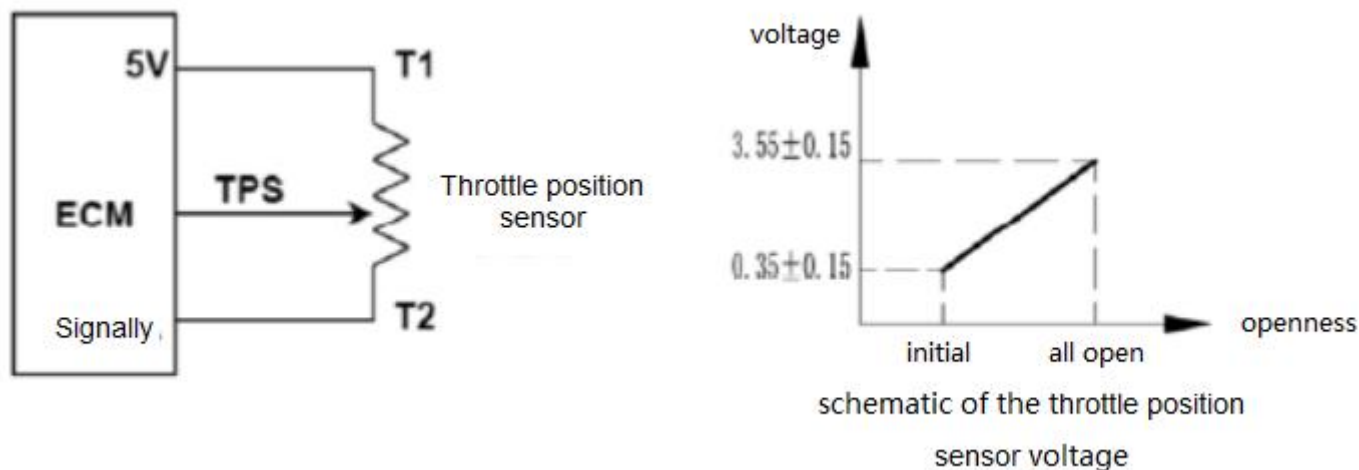 5V
T1
TPS
Throttle position
sensor
ECM
Signally
T2
voltage
3.55±0.15
0.35±0.15
openness
initial
all open
schematic of the throttle position
sensor voltage